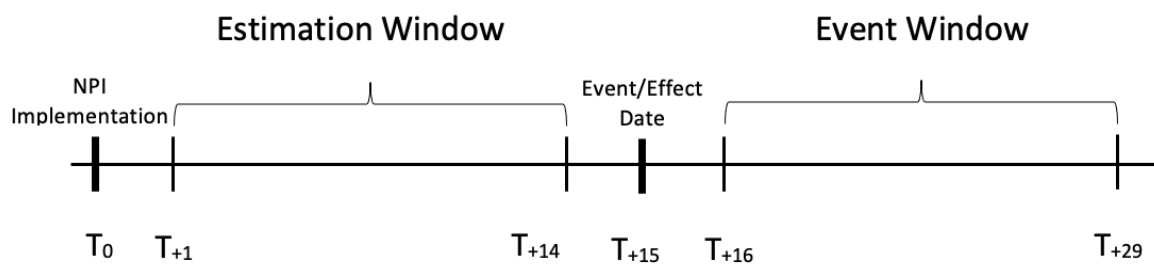 Estimation Window
Event Window
NPI
Implementation
Event/Effect
Date
T0
T+1
T+14
T+15
T+16
T+29